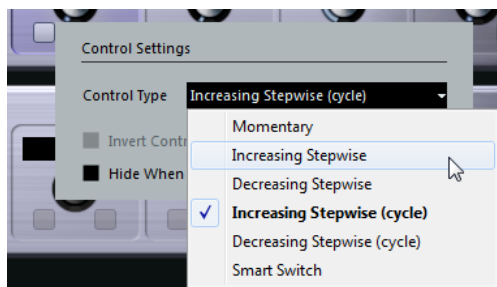 Control Settings
Control Type Increasing Stepwise (cycle)
Invert Contr
Hide When
Momentary
Increasing Stepwise
Decreasing Stepwise
Increasing Stepwise (cycle)
Decreasing Stepwise (cycle)
Smart Switch